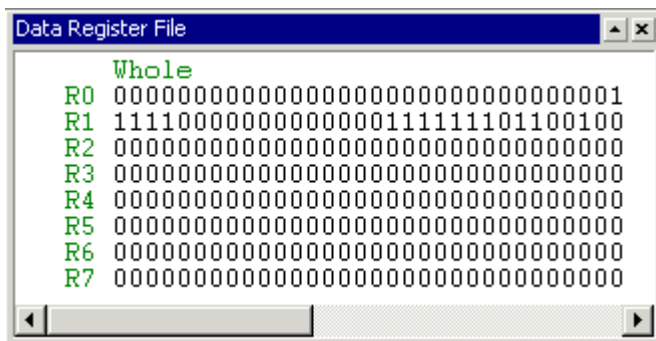 Data Register File
Whole
R0 00000000000000000000000000000001
R1 11110000000000000111111101100100
R2 00000000000000000000000000000000
R3 00000000000000000000000000000000
R4 00000000000000000000000000000000
R5 00000000000000000000000000000000
R6 00000000000000000000000000000000
R7 00000000000000000000000000000000